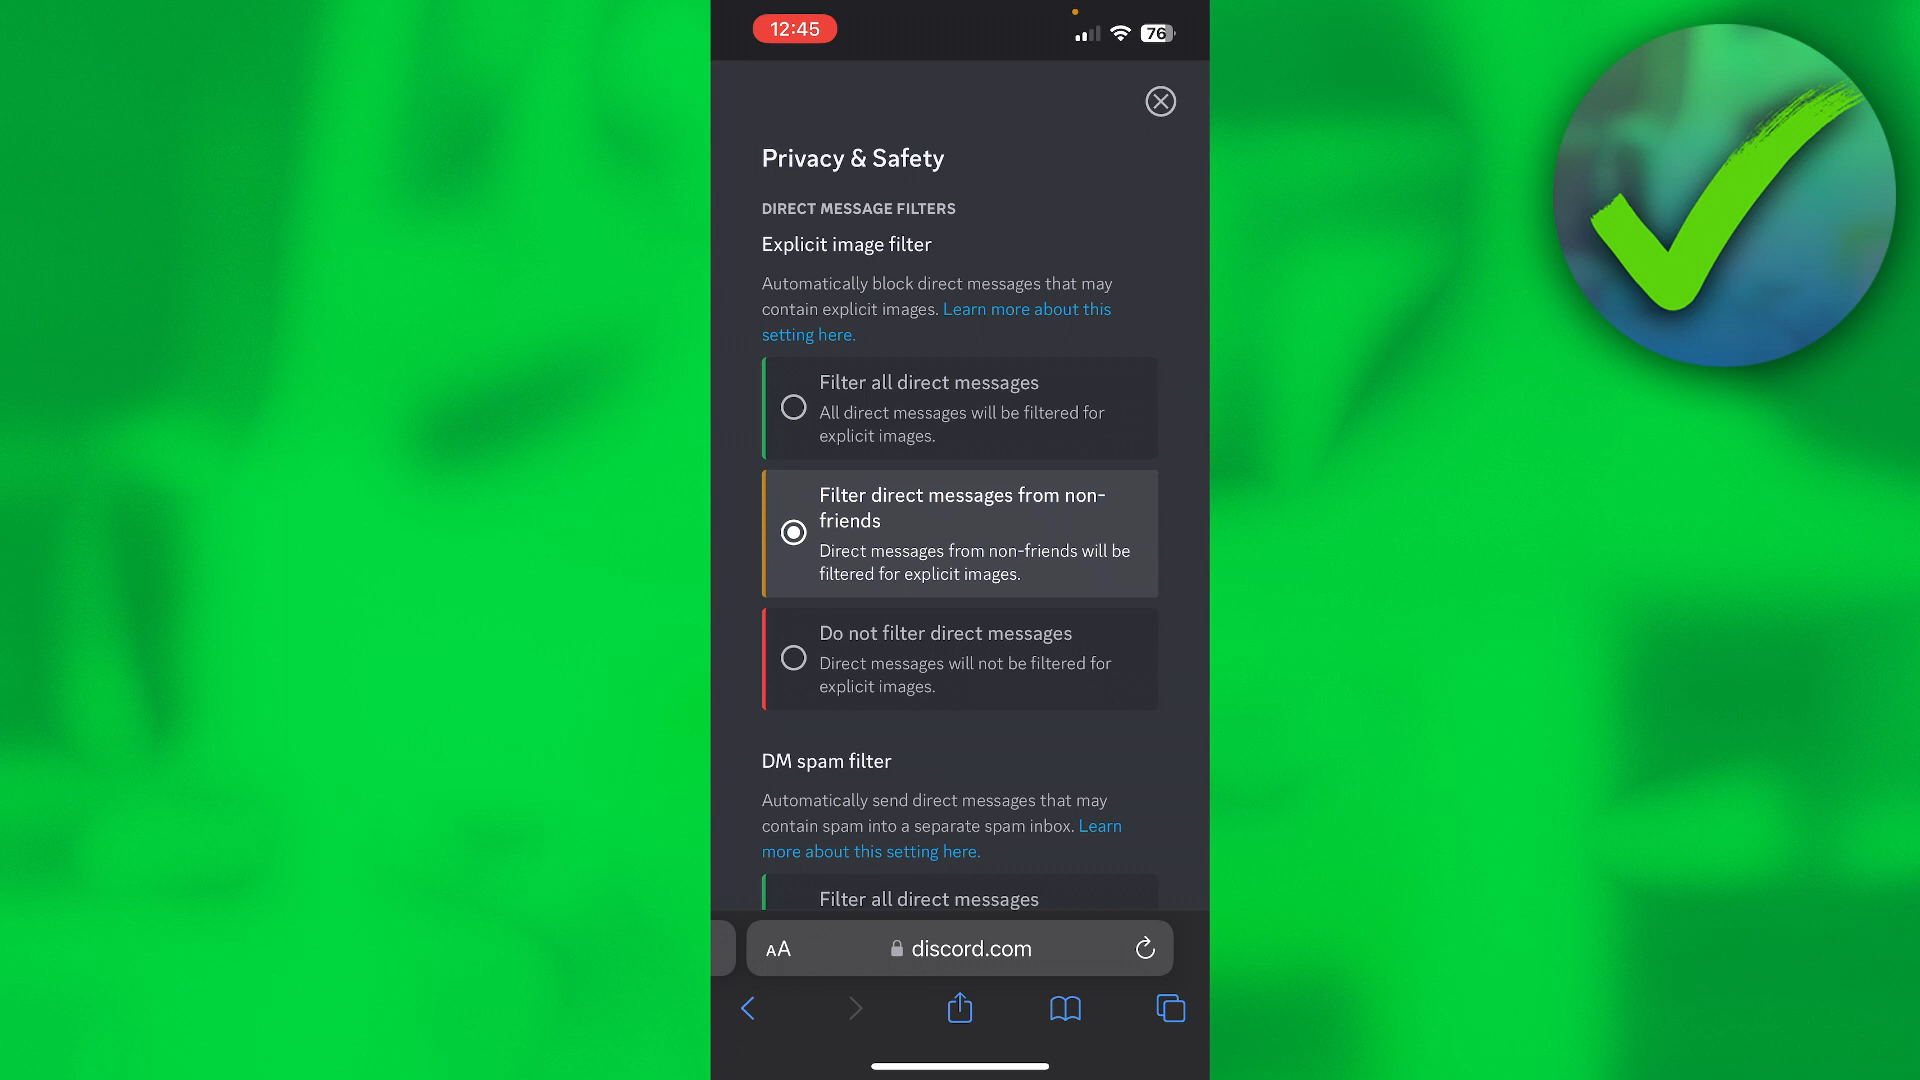 12:45
76
Privacy & Safety
DIRECT MESSAGE FILTERS
Explicit image filter
Automatically block direct messages that may
contain explicit images. Learn more about this
setting here.
Filter all direct messages
All direct messages will be filtered for
explicit images.
Filter direct messages from non-
friends
Direct messages from non-friends will be
filtered for explicit images.
Do not filter direct messages
Direct messages will not be filtered for
explicit images.
DM spam filter
Automatically send direct messages that may
contain spam into a separate spam inbox. Learn
more about this setting here.
Filter all direct messages
AA discord.com